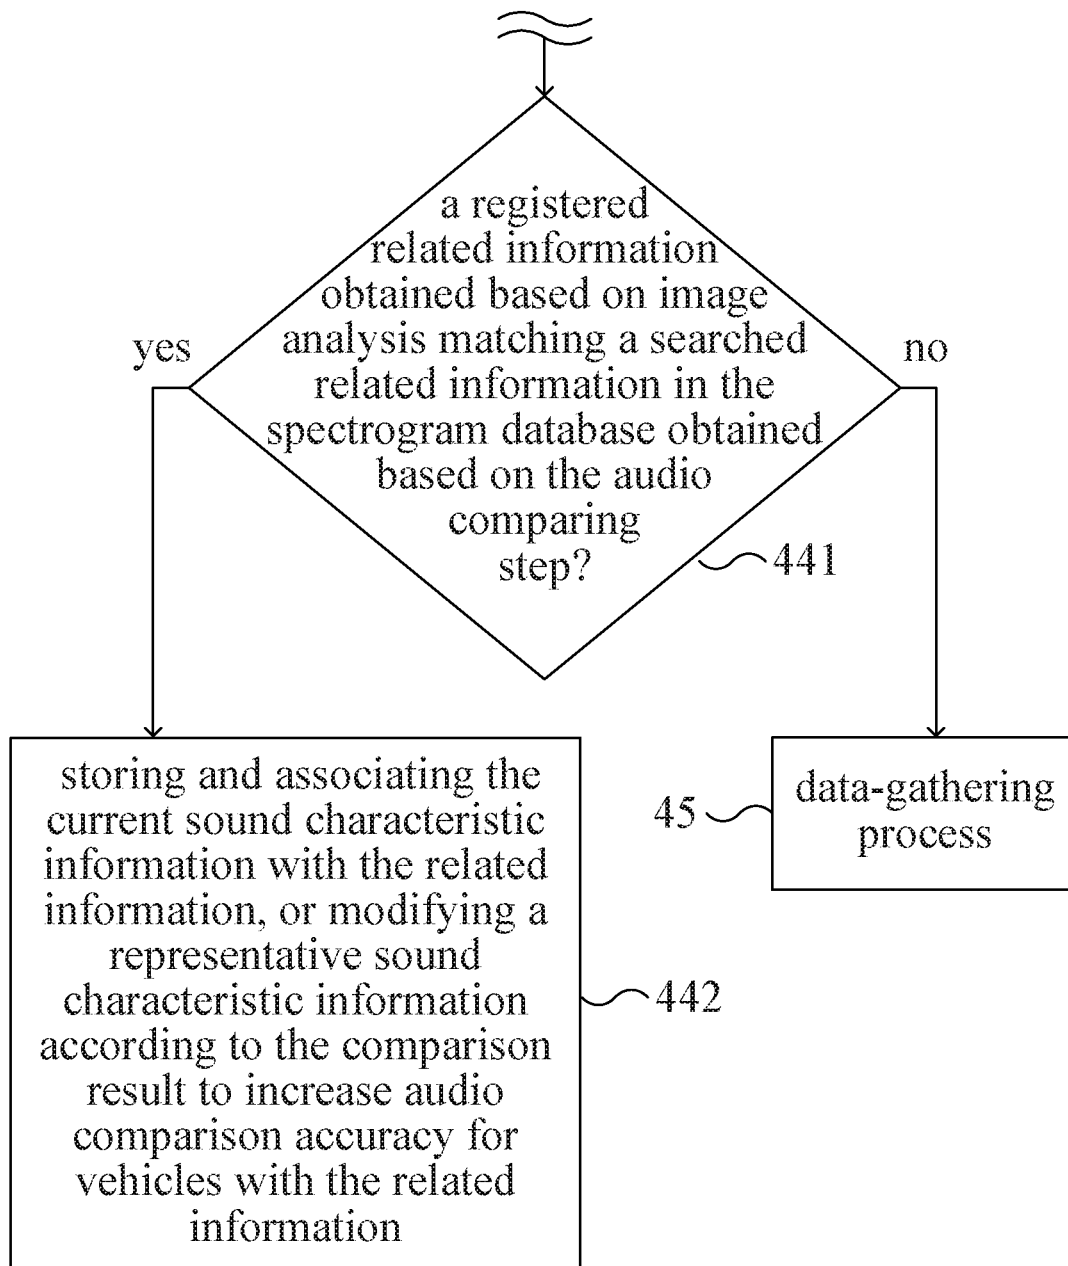 a registered
related information
obtained based on image
analysis matching a searched
related information in the
spectrogram database obtained
based on the audio
comparing
step?
yes
no
441
storing and associating the
current sound characteristic
information with the related
information, or modifying a
representative sound
characteristic information
according to the comparison
result to increase audio
comparison accuracy for
vehicles with the related
information
442
45
data-gathering
process